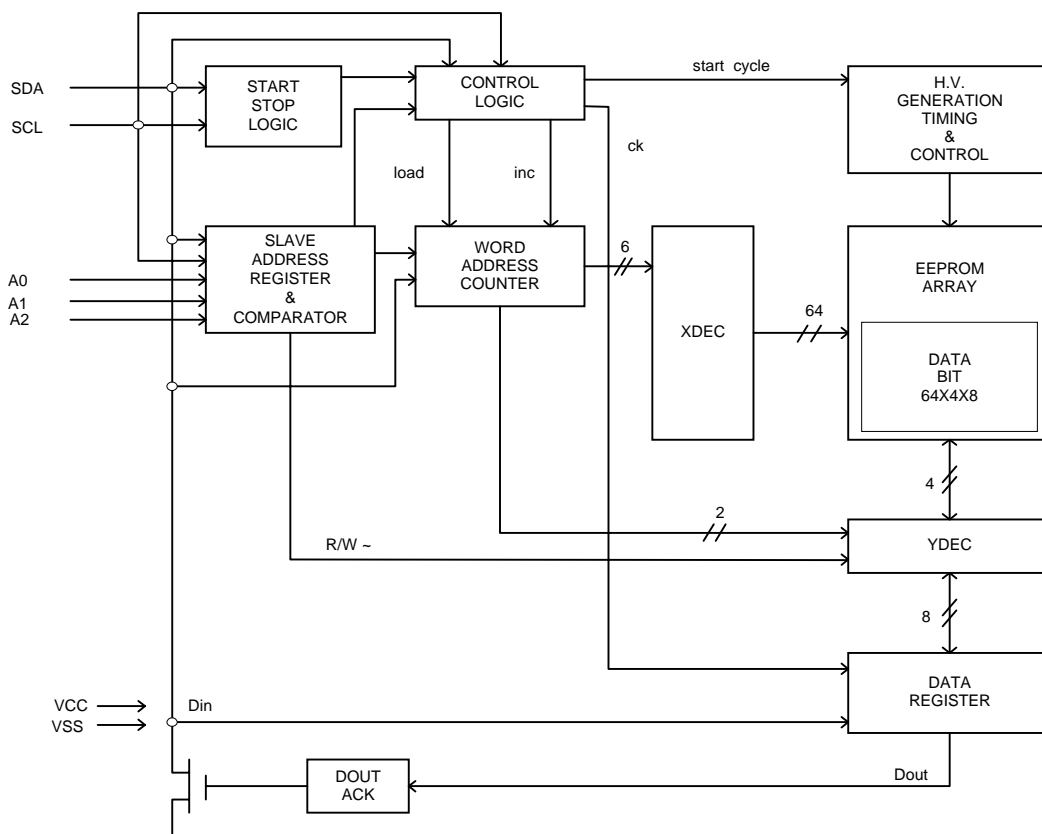 start cycle
SDA
START
STOP
LOGIC
CONTROL
LOGIC
H.V.
GENERATION
TIMING
&
CONTROL
SCL
ck
load
inc
SLAVE
ADDRESS
REGISTER
&
COMPARATOR
WORD
ADDRESS
COUNTER
6
XDEC
64
EEPROM
ARRAY
DATA
BIT
64X4X8
A0
A1
A2
4
2
R/W ~
YDEC
8
VCC
VSS
Din
DATA
REGISTER
DOUT
ACK
Dout